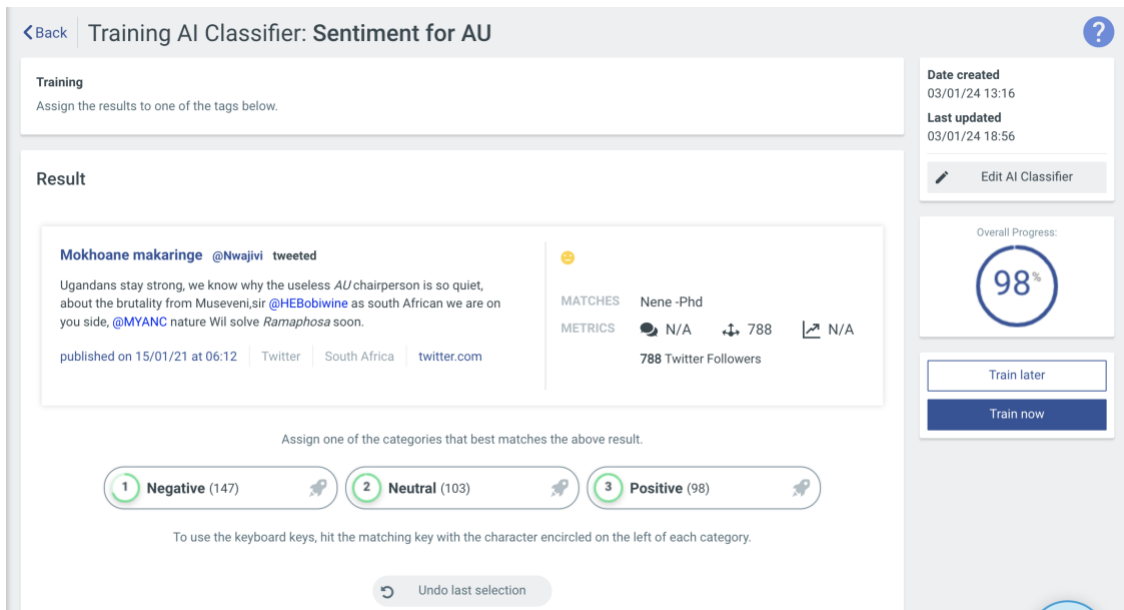 Back
Training AI Classifier: Sentiment for AU
?
Training
Assign the results to one of the tags below.
Result
Mokhoane makaringe @Nwajivi tweeted
Ugandans stay strong, we know why the useless AU chairperson is so quiet,
about the brutality from Museveni,sir @HEBobiwine as south African we are on
you side, @MYANC nature Wil solve Ramaphosa soon.
published on 15/01/21 at 06:12 Twitter South Africa twitter.com
MATCHES Nene -Phd
METRICS N/A 788 N/A
788 Twitter Followers
Assign one of the categories that best matches the above result.
1 Negative (147) 2 Neutral (103) 3 Positive (98)
To use the keyboard keys, hit the matching key with the character encircled on the left of each category.
Undo last selection
Date created
03/01/24 13:16
Last updated
03/01/24 18:56
Edit AI Classifier
Overall Progress:
98%
Train later
Train now